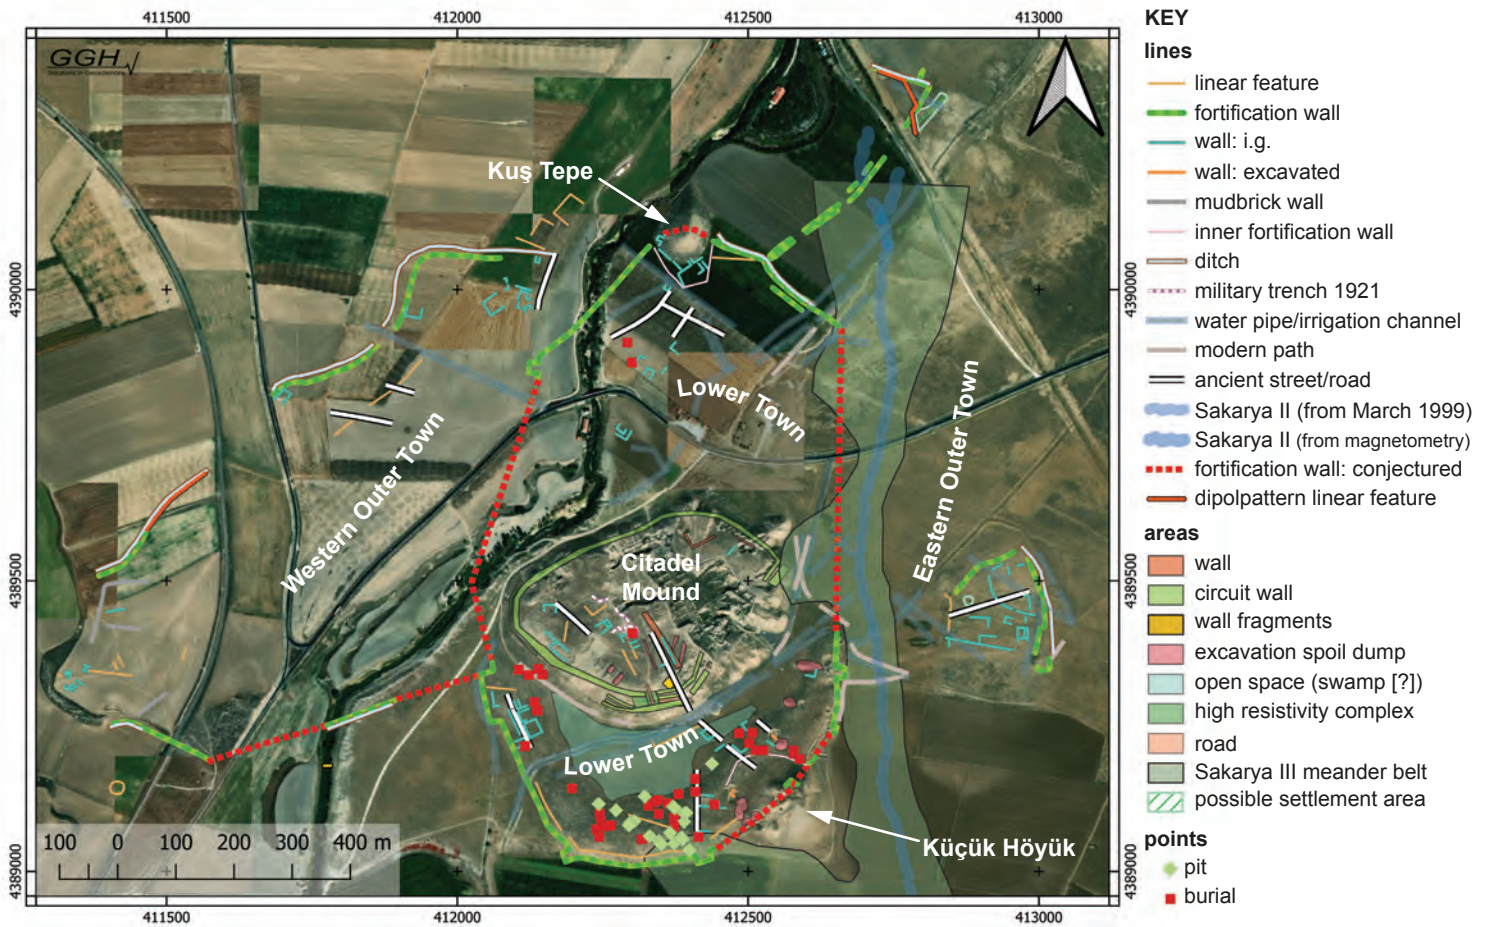 411500 412000 412500 413000
GGH
Solutions in Geosciences
Kuş Tepe
4390000 4390000
Lower Town
Western Outer Town
Eastern Outer Town
Citadel
Mound
4389500 4389500
Lower Town
Küçük Höyük
100 0 100 200 300 400 m
4389000 4389000
411500 412000 412500 413000
KEY
lines
linear feature
fortification wall
wall: i.g.
wall: excavated
mudbrick wall
inner fortification wall
ditch
military trench 1921
water pipe/irrigation channel
modern path
ancient street/road
Sakarya II (from March 1999)
Sakarya II (from magnetometry)
fortification wall: conjectured
dipolpattern linear feature
areas
wall
circuit wall
wall fragments
excavation spoil dump
open space (swamp [?])
high resistivity complex
road
Sakarya III meander belt
possible settlement area
points
pit
burial